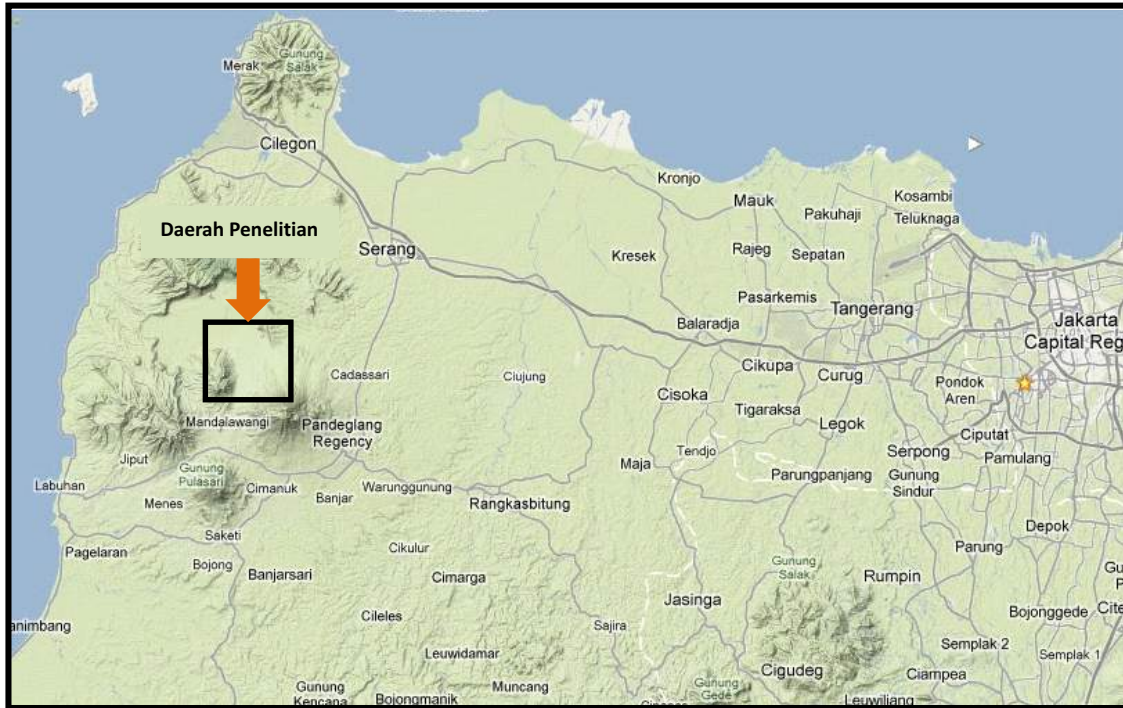 Gunung
Salak
Merak
Cilegon
Kronjo
Mauk
Pakuhaji
Kosambi
Teluknaga
Daerah Penelitian
Serang
Kresek
Rajeg
Sepatan
Pasarkemis
Tangerang
Balaradja
Jakarta
Capital Reg
Cikupa
Curug
Cadassari
Ciujung
Cisoka
Pondok
Aren
Tigaraksa
Legok
Mandalawangi
Pandeglang
Regency
Ciputat
Serpong
Pamulang
Jiput
Gunung
Pulasari
Tendjo
Maja
Parungpanjang
Gunung
Sindur
Labuhan
Menes
Cimanuk
Banjar
Warunggunung
Rangkasbitung
Saketi
Depok
Pagelaran
Bojong
Banjarsari
Cikulur
Cimarga
Parung
Gunung
Salak
Rumpin
Gu
P
Jasinga
Bojonggede
Cite
animbang
Cileles
Sajira
Semplak 2
Semplak 1
Leuwidamar
Cigudeg
Ciampea
Gunung
Kencana
Bojongmanik
Muncang
Gunung
Gede
Leuwiliang